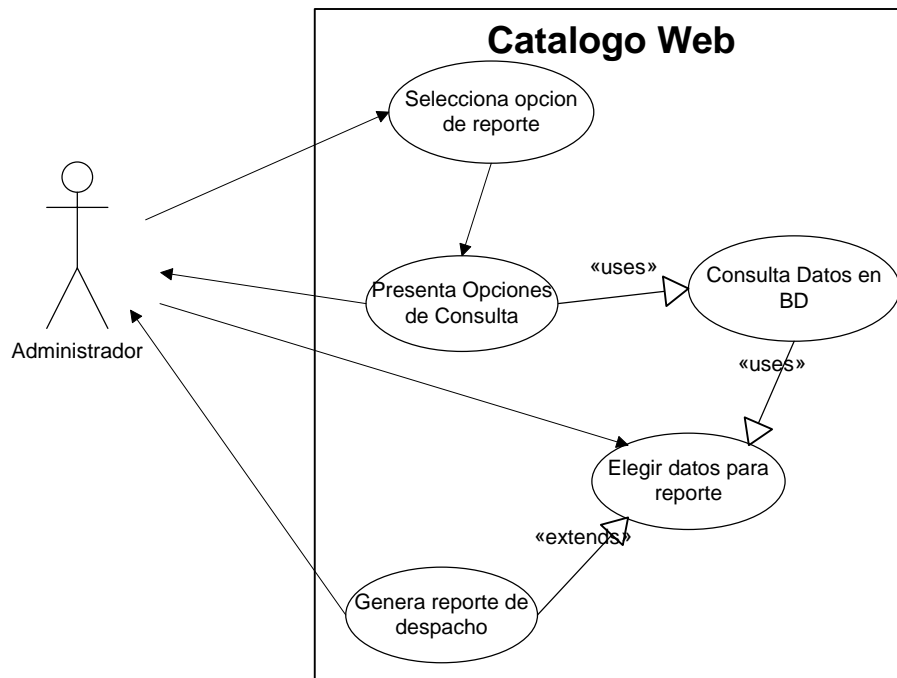 Catalogo Web
Selecciona opcion
de reporte
Presenta Opciones
de Consulta
«uses»
Consulta Datos en
BD
Administrador
«uses»
Elegir datos para
reporte
«extends»
Genera reporte de
despacho